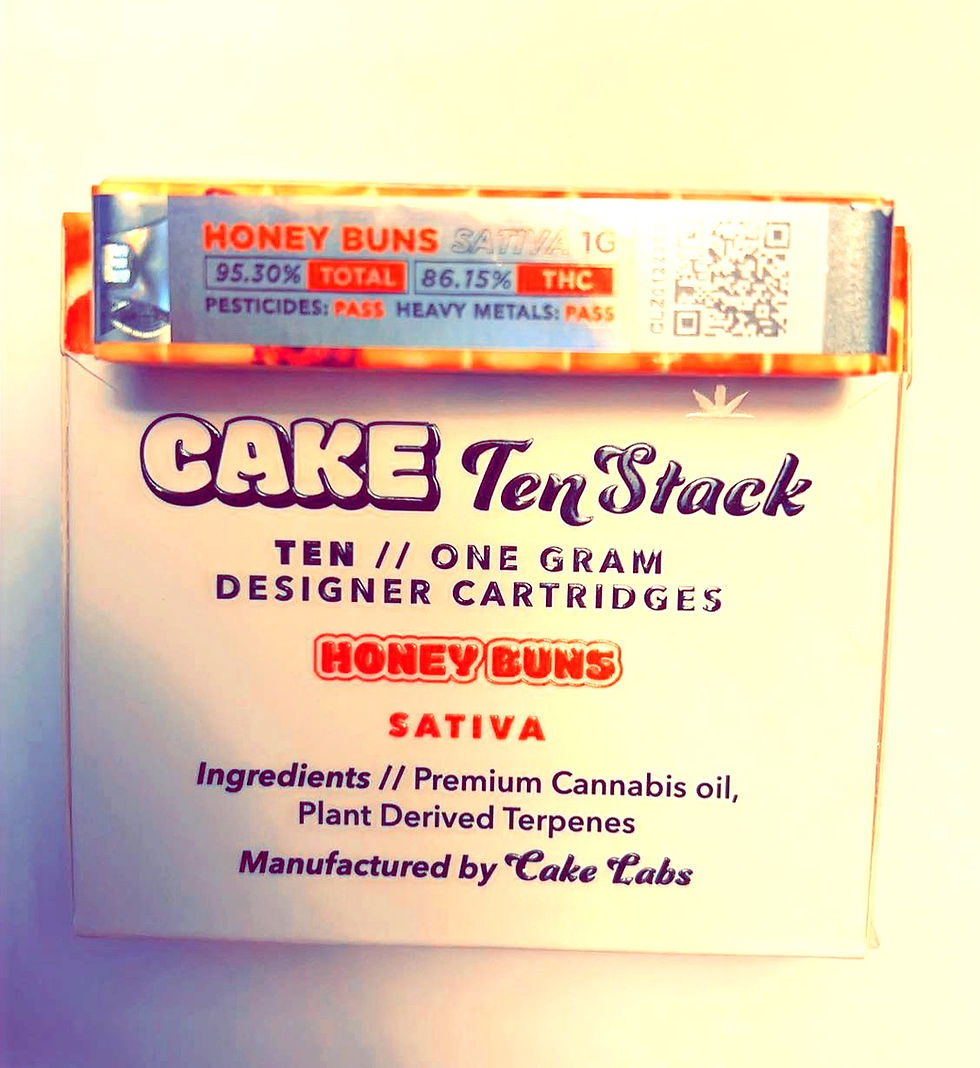 E
HONEY BUNS SATIVA 1G
95.30% TOTAL 86.15% THC
PESTICIDES: PASS HEAVY METALS: PASS
CAKE Ten Stack
TEN // ONE GRAM
DESIGNER CARTRIDGES
HONEY BUNS
SATIVA
Ingredients // Premium Cannabis oil,
Plant Derived Terpenes
Manufactured by Cake Labs